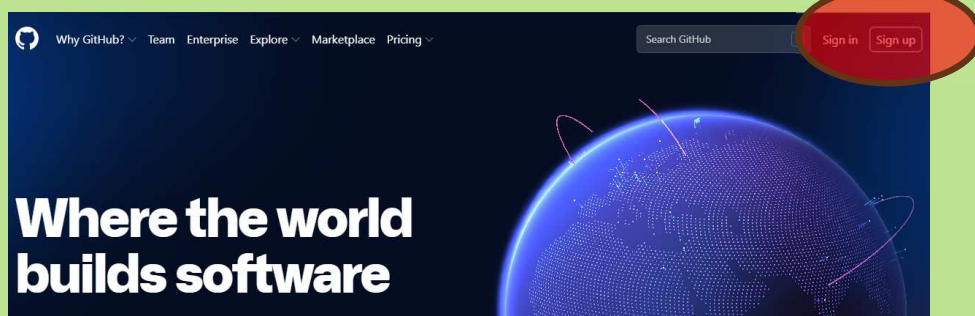 Why GitHub? Team Enterprise Explore Marketplace Pricing Search GitHub Sign in Sign up
Where the world
builds software